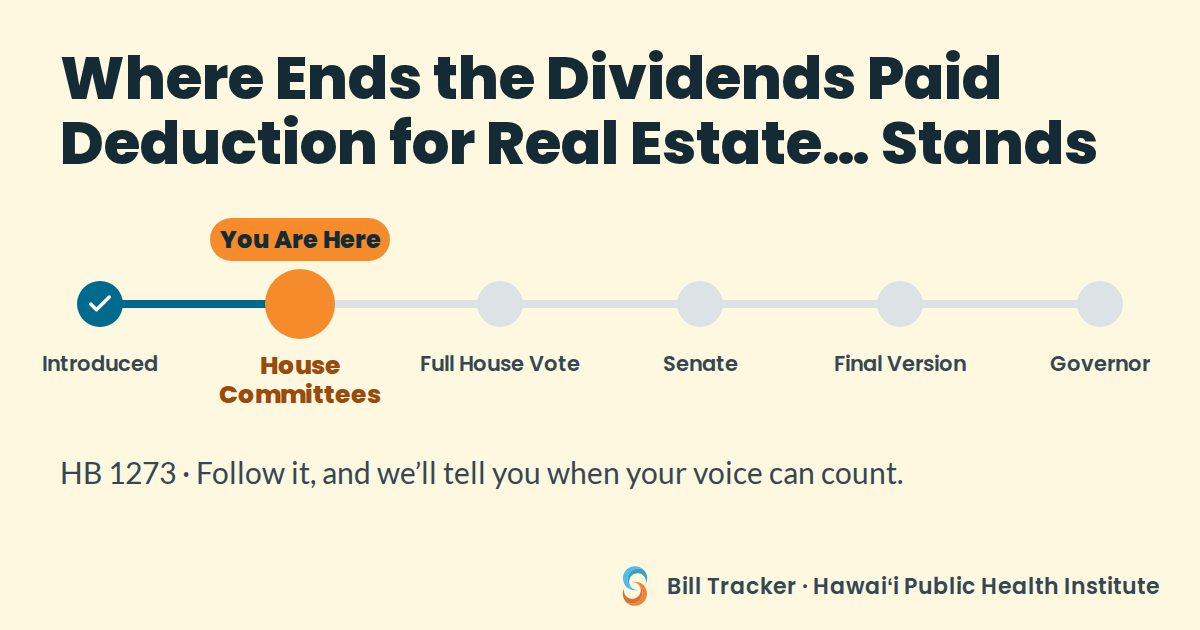 Where Ends the Dividends Paid
Deduction for Real Estate... Stands
You Are Here
Introduced
House
Committees
Full House Vote
Senate
Final Version
Governor
HB 1273 · Follow it, and we’ll tell you when your voice can count.
Bill Tracker · Hawaiʻi Public Health Institute